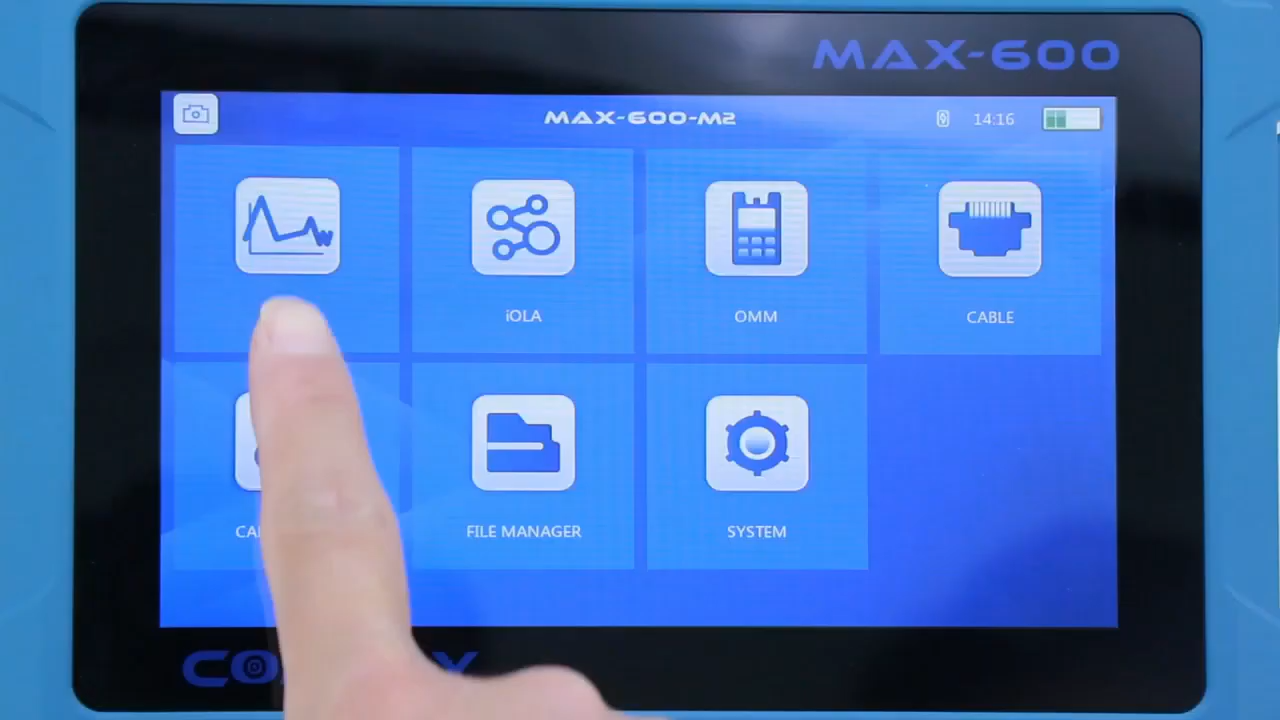 MAX-600
MAX-600-M2 14:16
iOLA OMM CABLE
FILE MANAGER SYSTEM